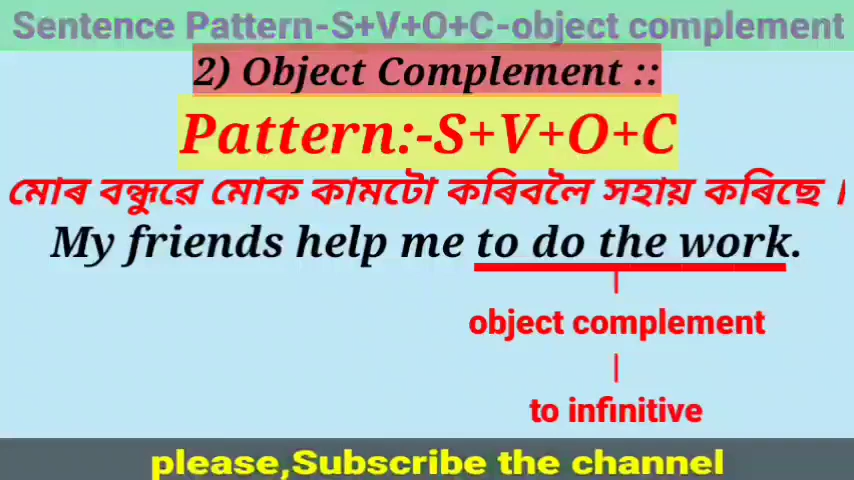 Sentence Pattern-S+V+O+C-object complement
2) Object Complement ::
Pattern:-S+V+O+C
মোৰ বন্ধুৱে মোক কামটো কৰিবলৈ সহায় কৰিছে ।
My friends help me to do the work.
object complement
to infinitive
please,Subscribe the channel